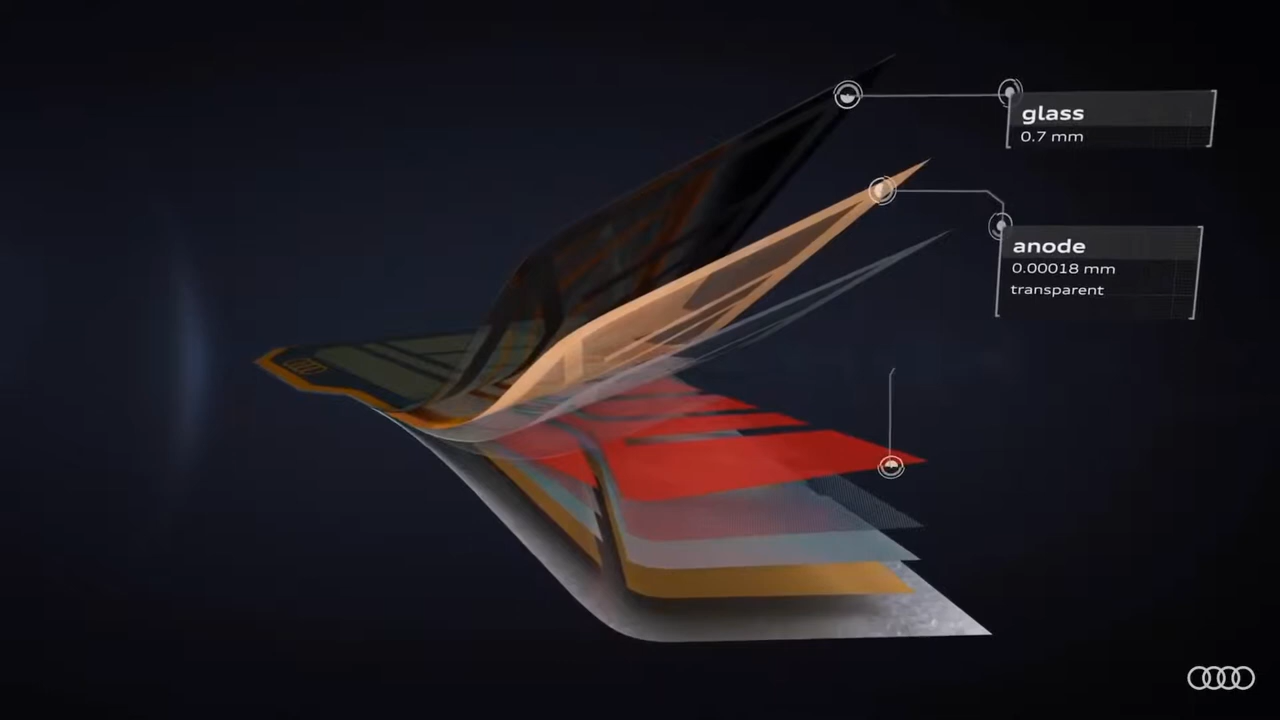 glass
0.7 mm
anode
0.00018 mm
transparent